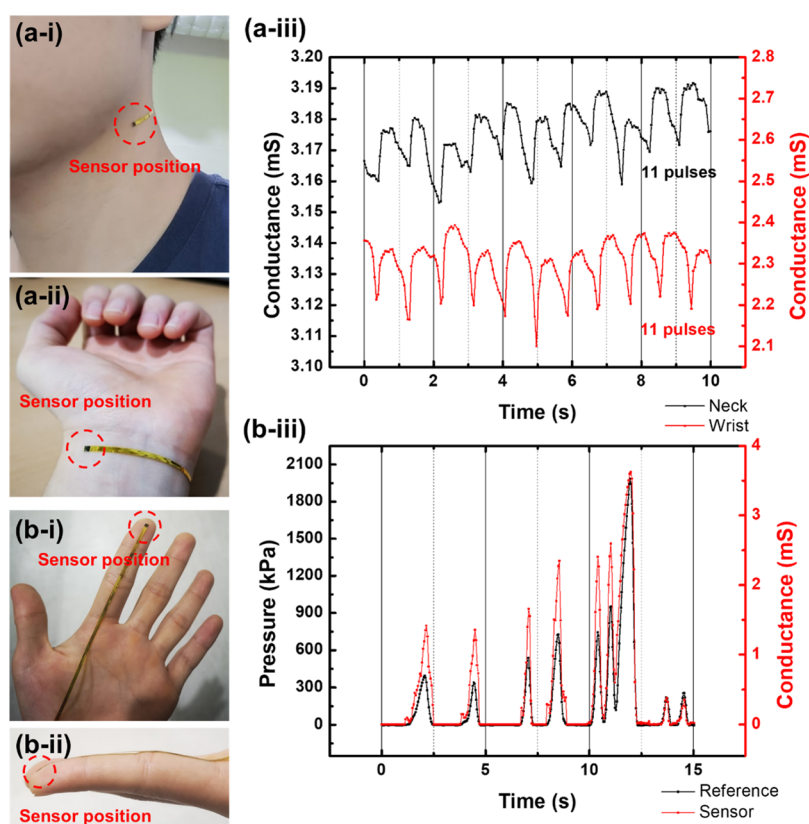 (a-i)
Sensor position
(a-ii)
Sensor position
(b-i)
Sensor position
(b-ii)
Sensor position
(a-iii)
3.20
3.19
3.18
3.17
3.16
3.15
3.14
3.13
3.12
3.11
3.10
Conductance (mS)
2.8
2.7
2.6
2.5
2.4
2.3
2.2
2.1
Conductance (mS)
11 pulses
11 pulses
0 2 4 6 8 10
Time (s)
Neck
Wrist
(b-iii)
2100
1800
1500
1200
900
600
300
0
Pressure (kPa)
4
3
2
1
0
Conductance (mS)
0 5 10 15
Time (s)
Reference
Sensor